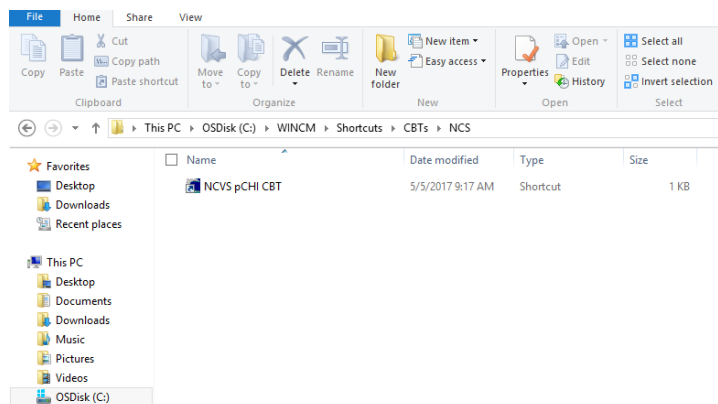 File Home Share View
Cut
Copy path
Paste shortcut
Copy Paste
Clipboard
Move to Copy to Delete Rename
Organize
New folder
New item
Easy access
New
Properties
Open
Edit
History
Open
Select all
Select none
Invert selection
Select
This PC OSDisk (C:) WINCM Shortcuts CBTs NCS
Name Date modified Type Size
NCVS pCHI CBT 5/5/2017 9:17 AM Shortcut 1 KB
Favorites
Desktop
Downloads
Recent places
This PC
Desktop
Documents
Downloads
Music
Pictures
Videos
OSDisk (C:)